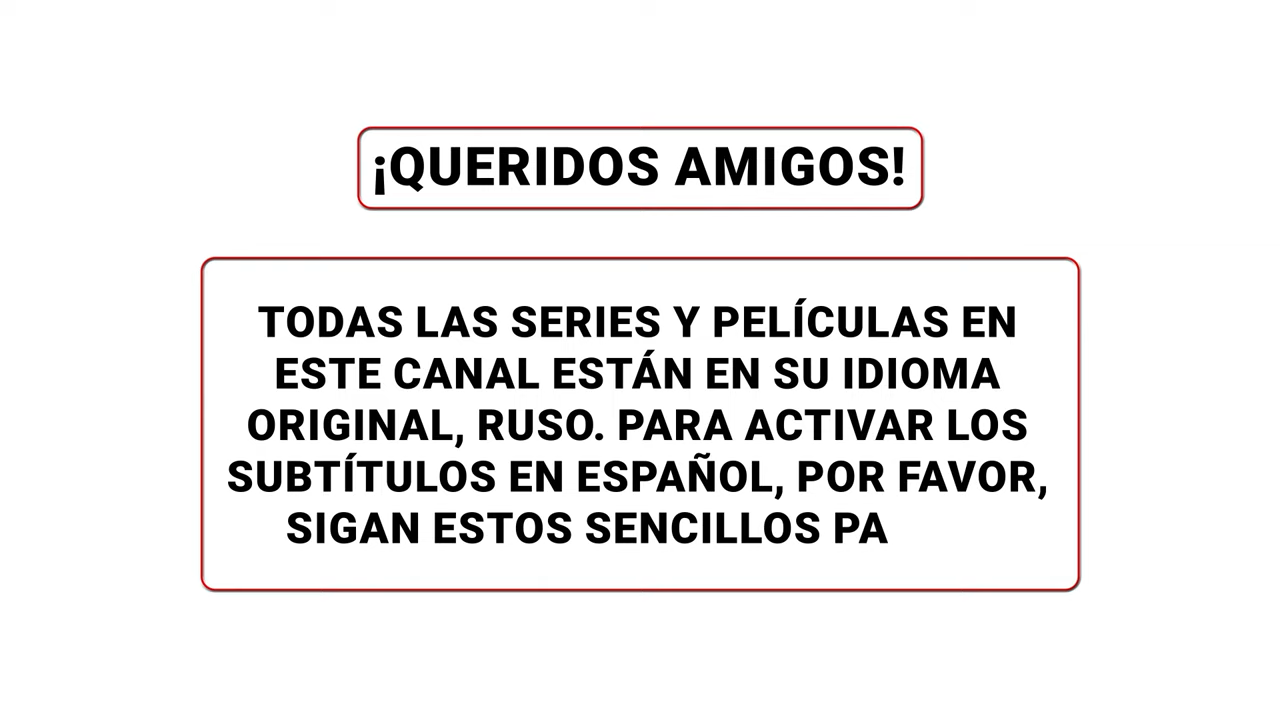 ¡QUERIDOS AMIGOS!
TODAS LAS SERIES Y PELÍCULAS EN
ESTE CANAL ESTÁN EN SU IDIOMA
ORIGINAL, RUSO. PARA ACTIVAR LOS
SUBTÍTULOS EN ESPAÑOL, POR FAVOR,
SIGAN ESTOS SENCILLOS PA